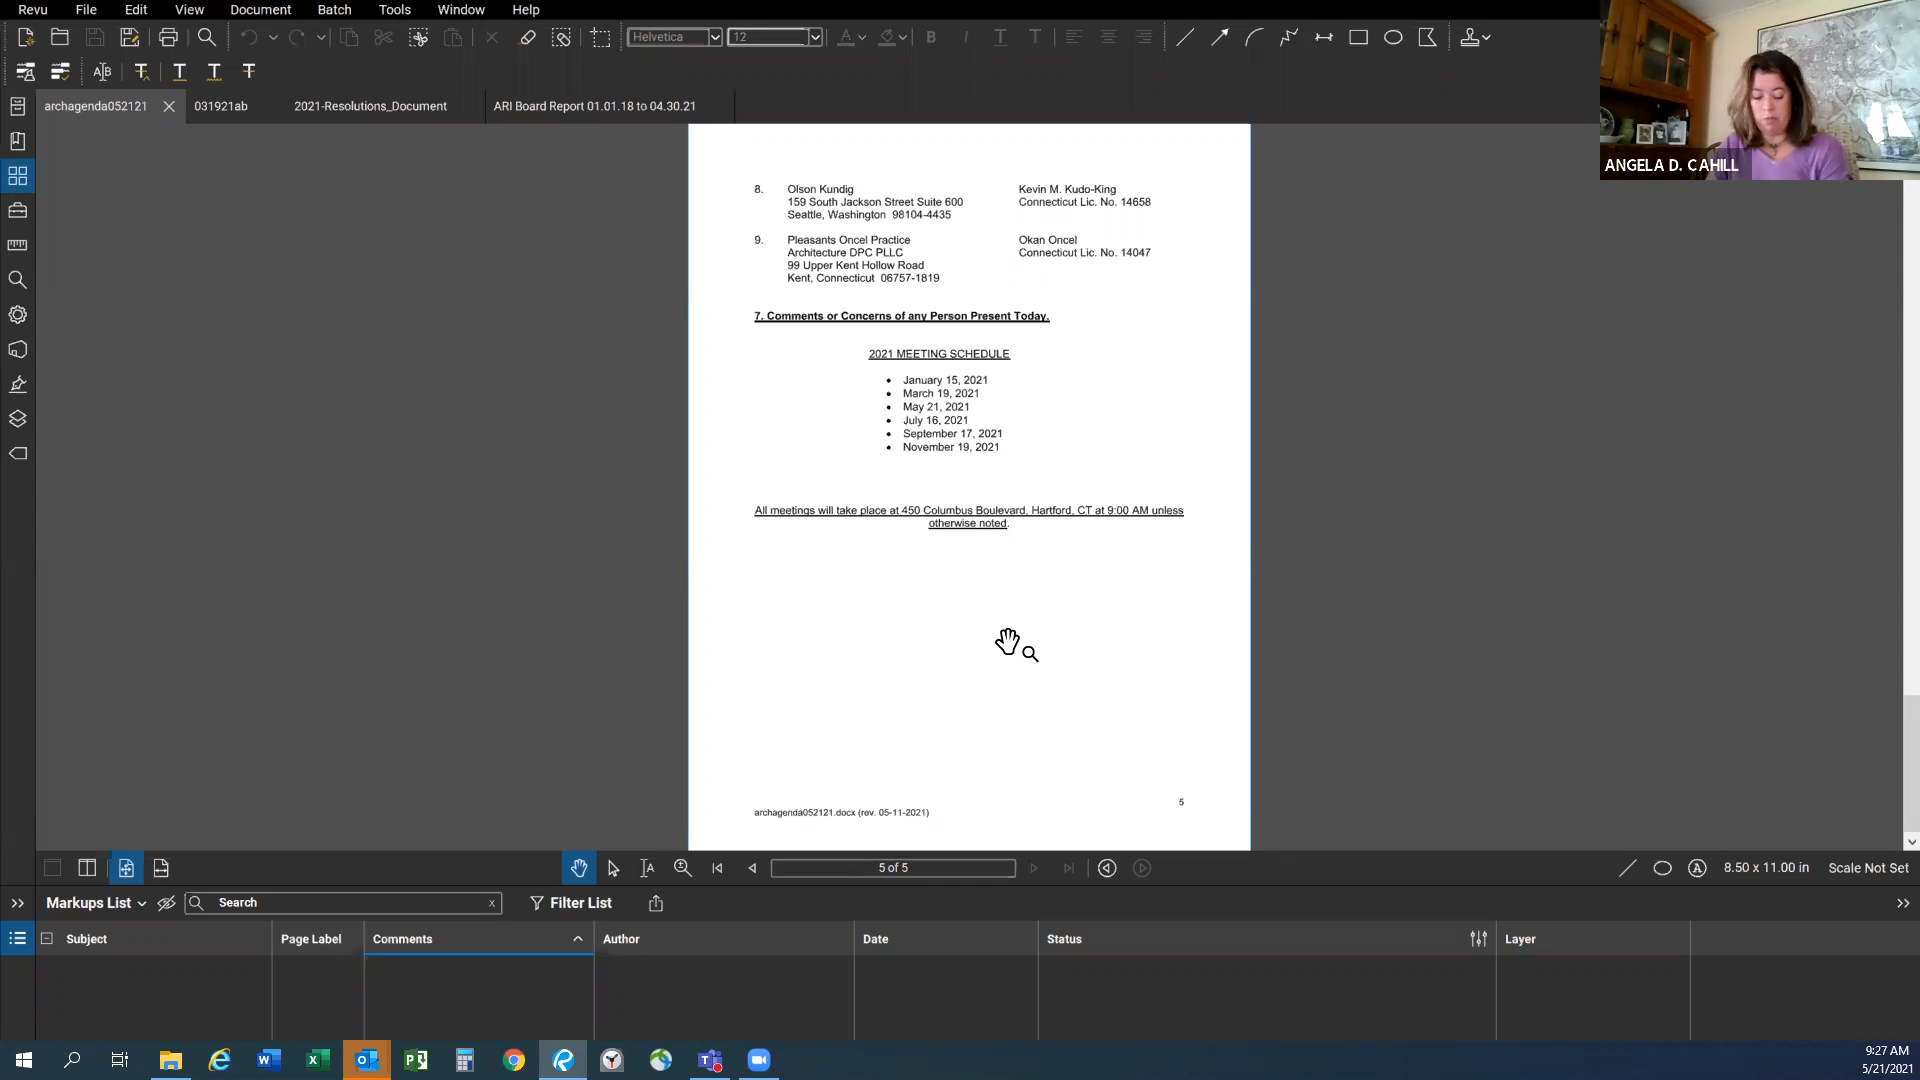 Revu File Edit View Document Batch Tools Window Help
Helvetica 12
archagenda052121 031921ab 2021-Resolutions_Document ARI Board Report 01.01.18 to 04.30.21
ANGELA D. CAHILL
8. Olson Kundig Kevin M. Kudo-King
159 South Jackson Street Suite 600 Connecticut Lic. No. 14658
Seattle, Washington 98104-4435
9. Pleasants Oncel Practice Okan Oncel
Architecture DPC PLLC Connecticut Lic. No. 14047
99 Upper Kent Hollow Road
Kent, Connecticut 06757-1819
7. Comments or Concerns of any Person Present Today.
2021 MEETING SCHEDULE
• January 15, 2021
• March 19, 2021
• May 21, 2021
• July 16, 2021
• September 17, 2021
• November 19, 2021
All meetings will take place at 450 Columbus Boulevard, Hartford, CT at 9:00 AM unless
otherwise noted.
5
archagenda052121.docx (rev. 05-11-2021)
5 of 5 8.50 x 11.00 in Scale Not Set
Markups List Search x Filter List
Subject Page Label Comments Author Date Status Layer
9:27 AM
5/21/2021